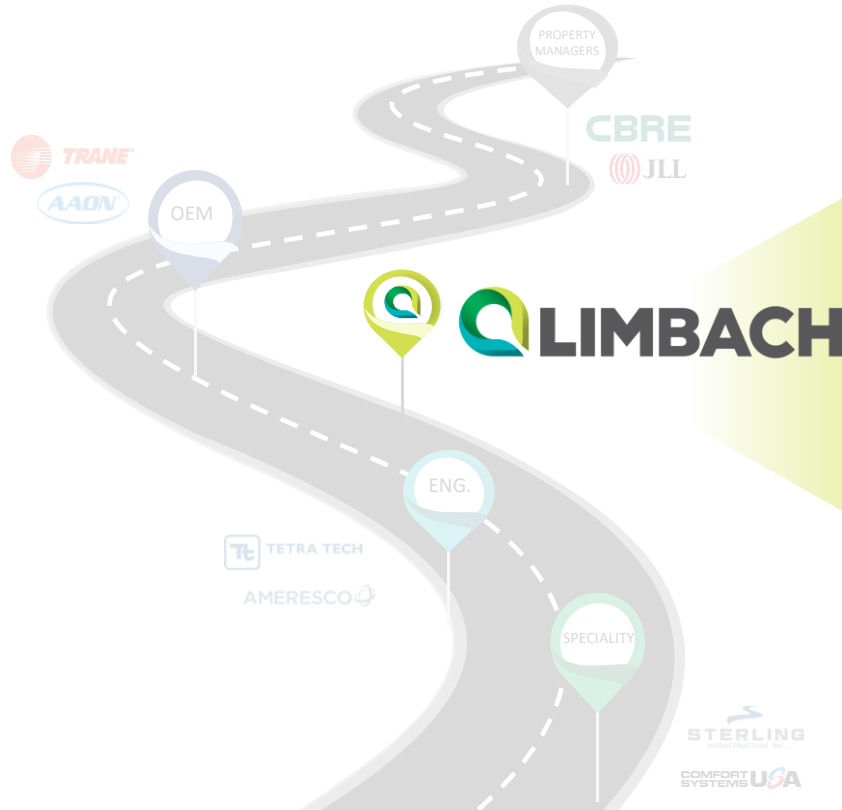 PROPERTY
MANAGERS
CBRE
JLL
TRANE
AAON
OEM
LIMBACH
ENG.
Tt TETRA TECH
AMERESCO
SPECIALITY
STERLING
INFRASTRUCTURE, INC.
COMFORT
SYSTEMS USA